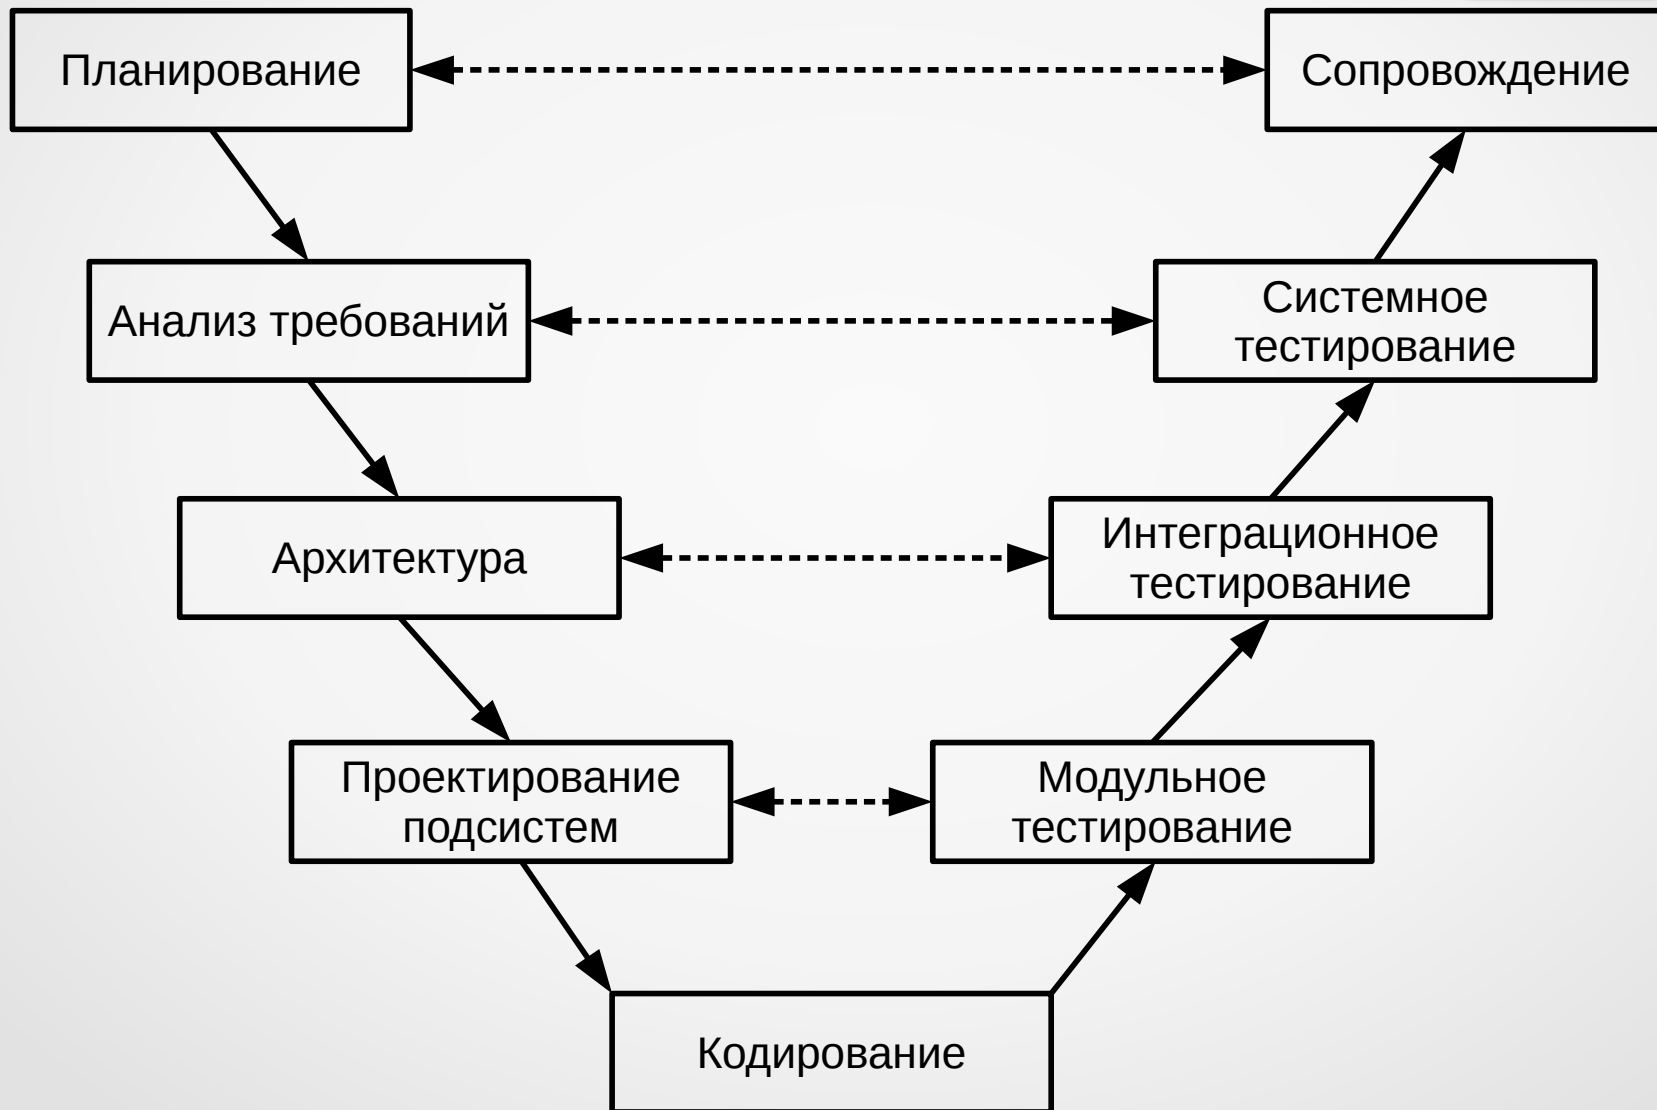 Планирование
Сопровождение
Анализ требований
Системное
тестирование
Архитектура
Интеграционное
тестирование
Проектирование
подсистем
Модульное
тестирование
Кодирование